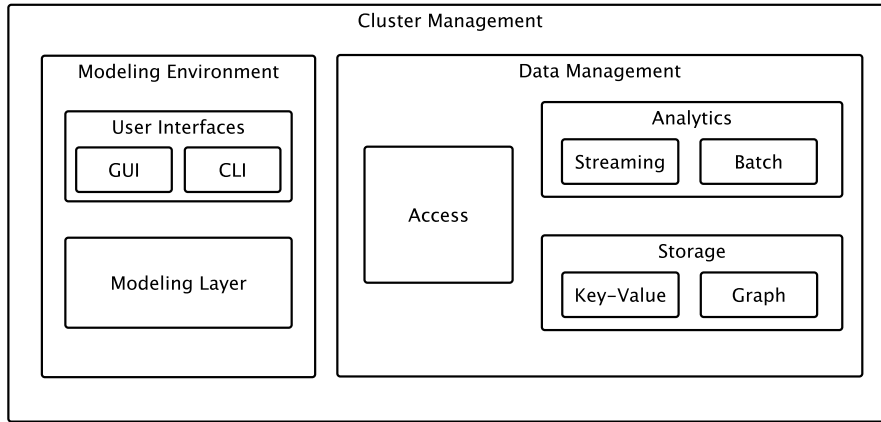 Cluster Management
Modeling Environment
User Interfaces
GUI
CLI
Modeling Layer
Data Management
Access
Analytics
Streaming
Batch
Storage
Key-Value
Graph